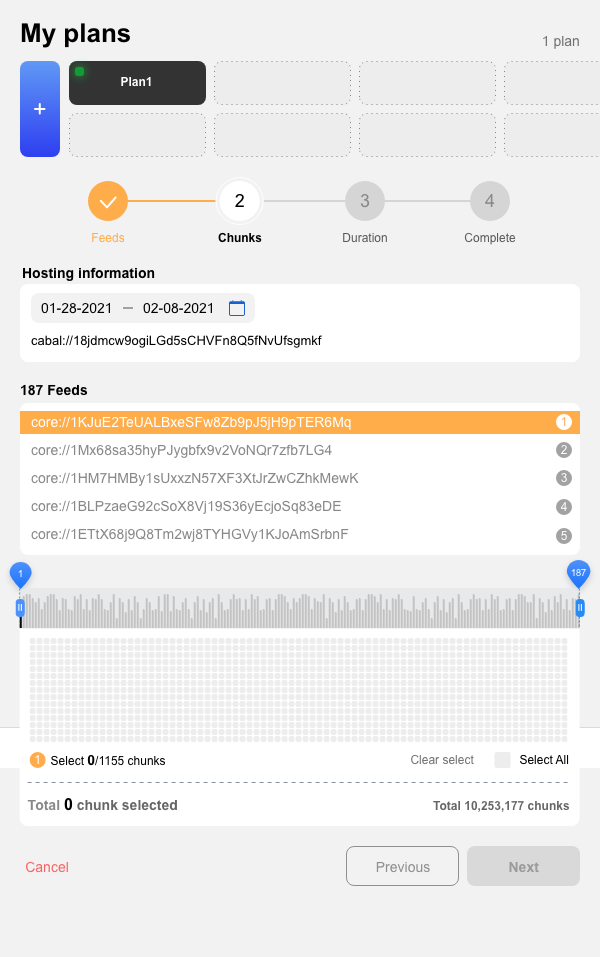 My plans
1 plan
+
Plan1
2
3
4
Feeds
Chunks
Duration
Complete
Hosting information
01-28-2021 — 02-08-2021
cabal://18jdmcw9ogiLGd5sCHVFn8Q5fNvUfsgmkf
187 Feeds
core://1KJuE2TeUALBxeSFw8Zb9pJ5jH9pTER6Mq 1
core://1Mx68sa35hyPJygbfx9v2VoNQr7zfb7LG4 2
core://1HM7HMBy1sUxxzN57XF3XtJrZwCZhkMewK 3
core://1BLPzaeG92cSoX8Vj19S36yEcjoSq83eDE 4
core://1ETtX68j9Q8Tm2wj8TYHGVy1KJoAmSrbnF 5
1
187
1 Select 0/1155 chunks
Clear select
Select All
Total 0 chunk selected
Total 10,253,177 chunks
Cancel
Previous
Next